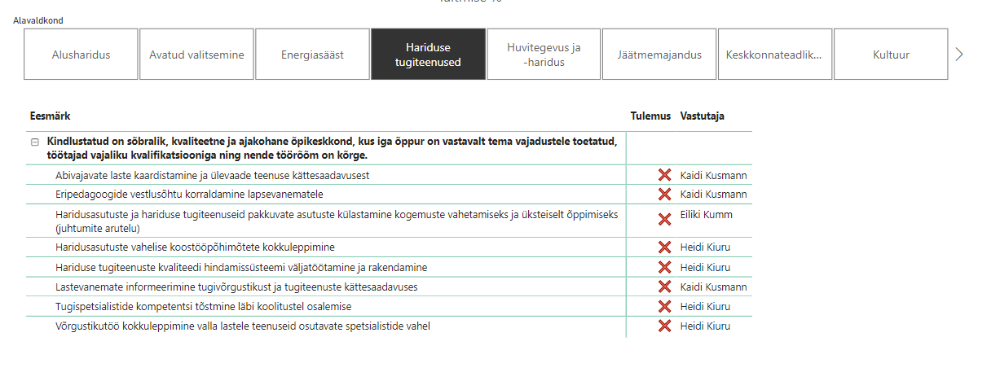 Alavaldkond
Alusharidus
Avatud valitsemine
Energiasääst
Hariduse
tugiteenused
Huvitegevus ja
-haridus
Jäätmemajandus
Keskkonnateadlik...
Kultuur
Eesmärk Tulemus Vastutaja
Kindlustatud on sõbralik, kvaliteetne ja ajakohane õpikeskkond, kus iga õppur on vastavalt tema vajadustele toetatud,
töötajad vajaliku kvalifikatsiooniga ning nende töörõõm on kõrge.
Abivajavate laste kaardistamine ja ülevaade teenuse kättesaadavusest Kaidi Kusmann
Eripedagoogide vestlusõhtu korraldamine lapsevanematele Kaidi Kusmann
Haridusasutuste ja hariduse tugiteenuseid pakkuvate asutuste külastamine kogemuste vahetamiseks ja üksteiselt õppimiseks Eiliki Kumm
(juhtumite arutelu)
Haridusasutuste vahelise koostööpõhimõtete kokkuleppimine Heidi Kiuru
Hariduse tugiteenuste kvaliteedi hindamissüsteemi väljatöötamine ja rakendamine Heidi Kiuru
Lastevanemate informeerimine tugivõrgustikust ja tugiteenuste kättesaadavuses Kaidi Kusmann
Tugispetsialistide kompetentsi tõstmine läbi koolitustel osalemise Heidi Kiuru
Võrgustikutöö kokkuleppimine valla lastele teenuseid osutavate spetsialistide vahel Heidi Kiuru